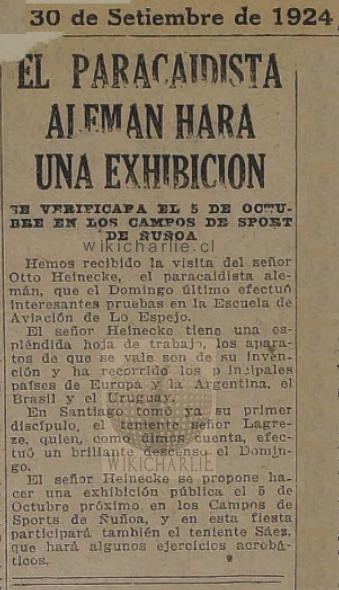 30 de Setiembre de 1924
EL PARACAIDISTA
ALEMAN HARA
UNA EXHIBICION
SE VERIFICARA EL 5 DE OCTU-
BRE EN LOS CAMPOS DE SPORT
DE ÑUÑOA
wikicharlie.cl
Hemos recibido la visita del señor
Otto Heinecke, el paracaidista ale-
mán, que el Domingo último efectuó
interesantes pruebas en la Escuela de
Aviación de Lo Espejo.
El señor Heinecke tiene una es-
pléndida hoja de trabajo, los apara-
tos de que se vale son de su inven-
ción y ha recorrido los principales
países de Europa y la Argentina, el
Brasil y el Uruguay.
En Santiago tomó ya su primer
discípulo, el teniente señor Lagre-
ze, quien, como dimos cuenta, efec-
tuó un brillante descenso el Domin-
go.
WIKICHARLIE
El señor Heinecke se propone ha-
cer una exhibición pública el 5 de
Octubre próximo en los Campos de
Sports de Ñuñoa, y en esta fiesta
participará también el teniente Sáez,
que hará algunos ejercicios acrobá-
ticos.